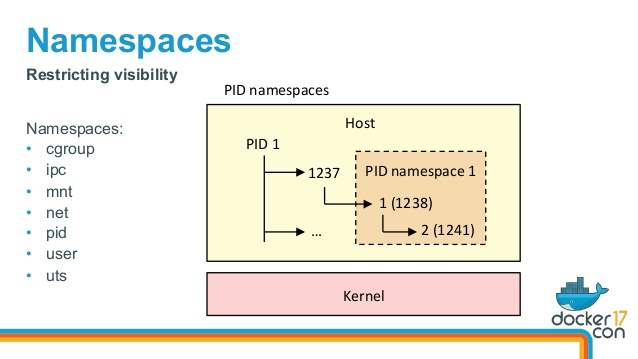 Namespaces
Restricting visibility
PID namespaces
Namespaces:
• cgroup
• ipc
• mnt
• net
• pid
• user
• uts
Host
PID 1
1237
PID namespace 1
1 (1238)
... 
2 (1241)
Kernel
docker 17
con